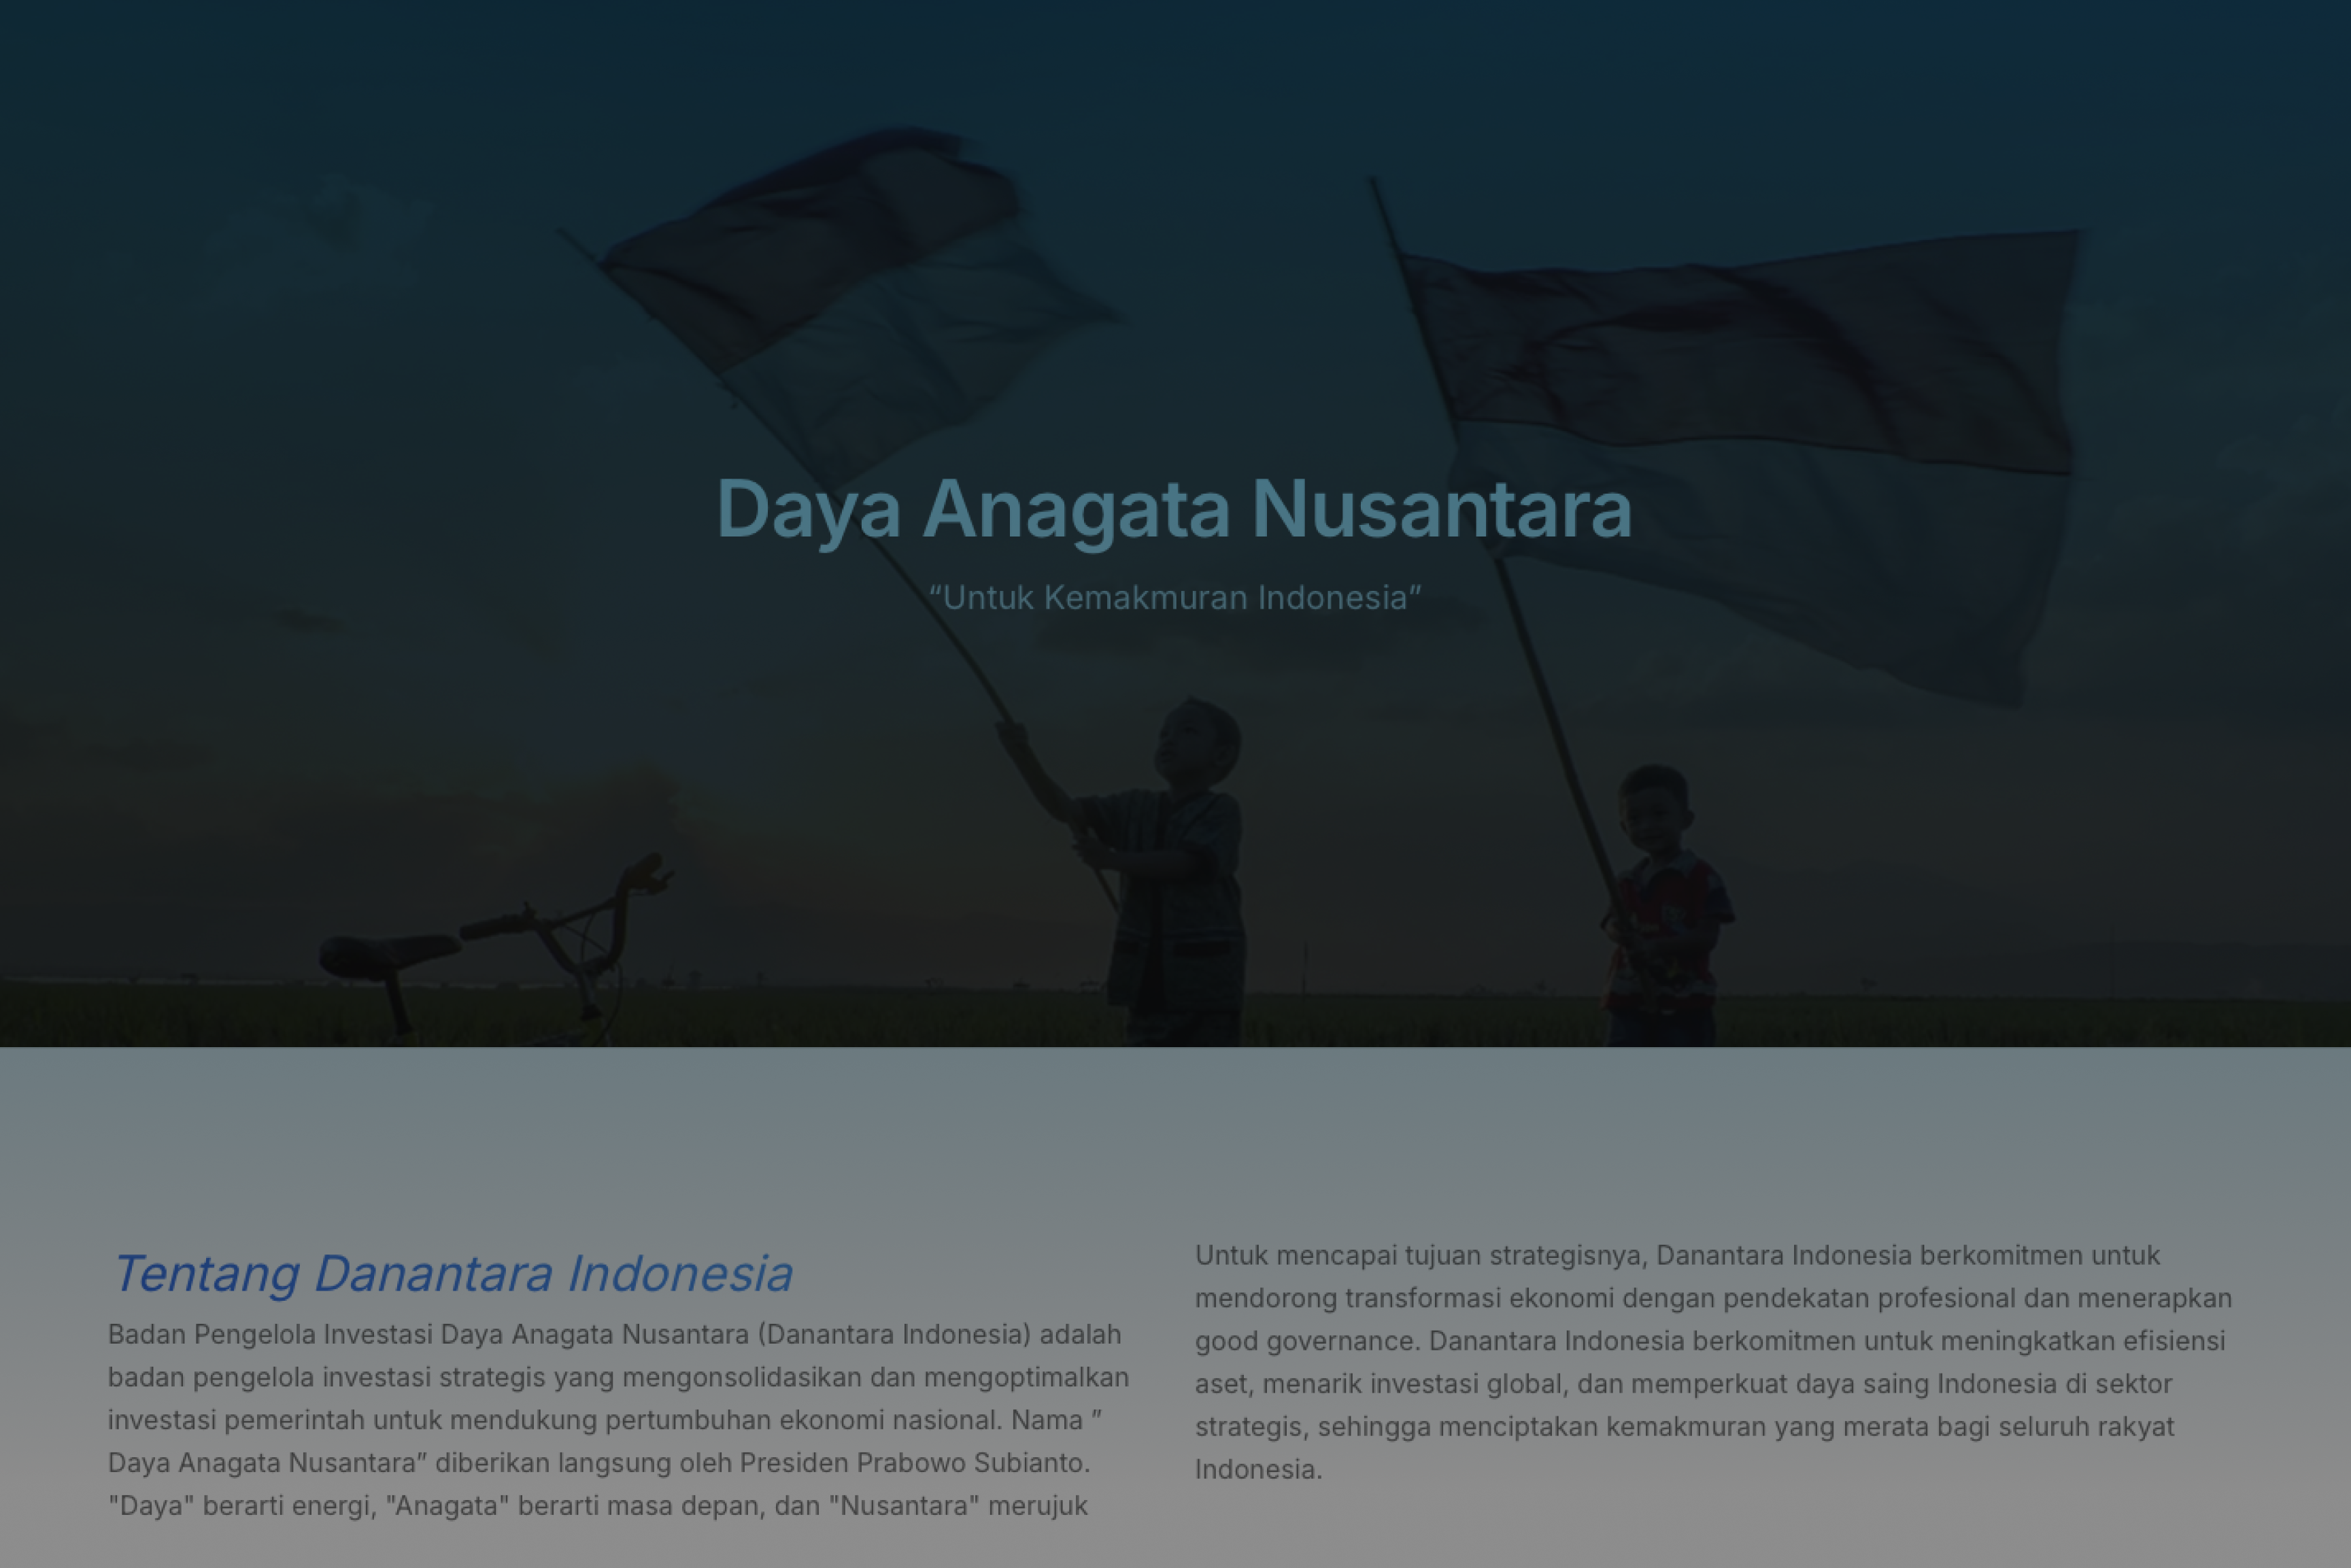 Daya Anagata Nusantara
“Untuk Kemakmuran Indonesia”
Tentang Danantara Indonesia
Badan Pengelola Investasi Daya Anagata Nusantara (Danantara Indonesia) adalah
badan pengelola investasi strategis yang mengonsolidasikan dan mengoptimalkan
investasi pemerintah untuk mendukung pertumbuhan ekonomi nasional. Nama ”
Daya Anagata Nusantara” diberikan langsung oleh Presiden Prabowo Subianto.
"Daya" berarti energi, "Anagata" berarti masa depan, dan "Nusantara" merujuk
Untuk mencapai tujuan strategisnya, Danantara Indonesia berkomitmen untuk
mendorong transformasi ekonomi dengan pendekatan profesional dan menerapkan
good governance. Danantara Indonesia berkomitmen untuk meningkatkan efisiensi
aset, menarik investasi global, dan memperkuat daya saing Indonesia di sektor
strategis, sehingga menciptakan kemakmuran yang merata bagi seluruh rakyat
Indonesia.